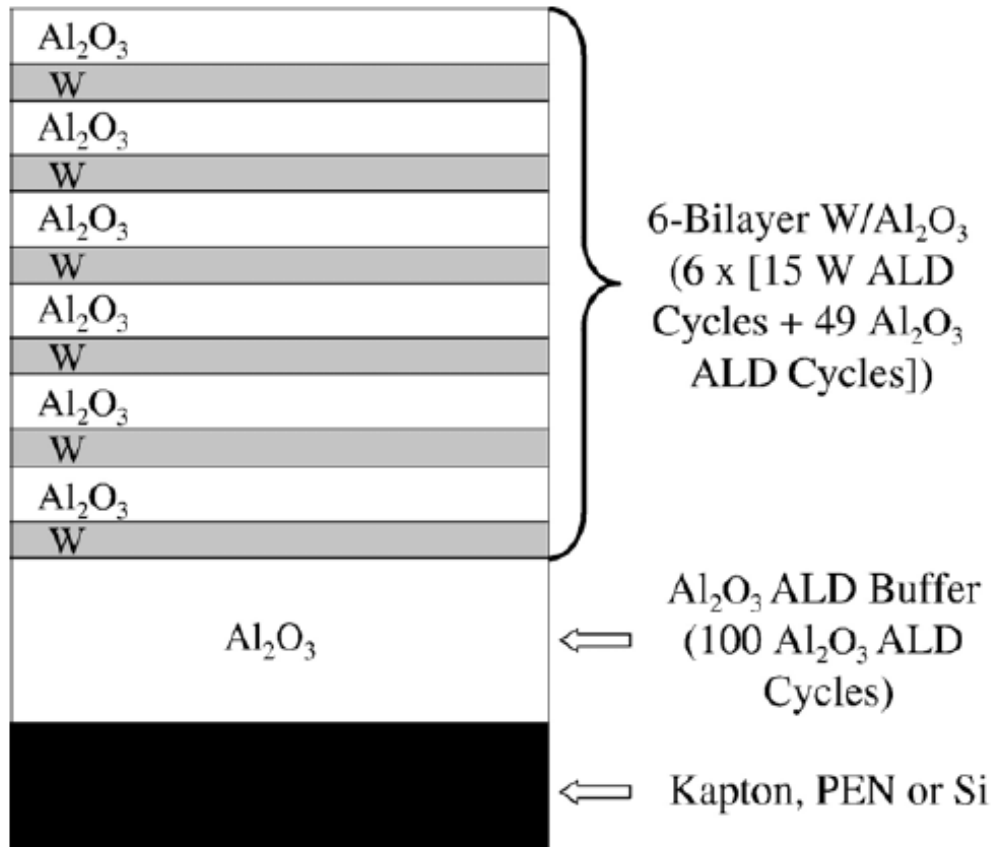 Al₂O₃
W
Al₂O₃
W
Al₂O₃
W
Al₂O₃
W
Al₂O₃
W
Al₂O₃
W
6-Bilayer W/Al₂O₃
(6 x [15 W ALD
Cycles + 49 Al₂O₃
ALD Cycles])
Al₂O₃
Al₂O₃ ALD Buffer
(100 Al₂O₃ ALD
Cycles)
Kapton, PEN or Si